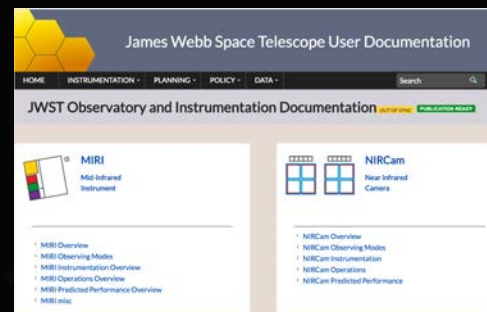 James Webb Space Telescope User Documentation
HOME INSTRUMENTATION PLANNING POLICY DATA Search
JWST Observatory and Instrumentation Documentation OUT OF SYNC PUBLICATION READY
MIRI
Mid-Infrared
Instrument
MIRI Overview
MIRI Observing Modes
MIRI Instrumentation Overview
MIRI Operations Overview
MIRI Predicted Performance Overview
MIRI misc
NIRCam
Near Infrared
Camera
NIRCam Overview
NIRCam Observing Modes
NIRCam Instrumentation
NIRCam Operations
NIRCam Predicted Performance